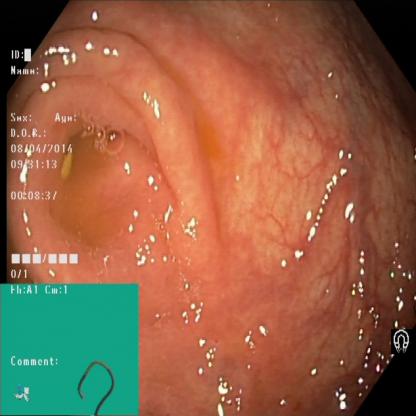 ID:
Name:
Sex: Age:
D.O.B.:
08/04/2014
09:31:13
00:08:37
0/1
Eh:A1 Cm:1
Comment: